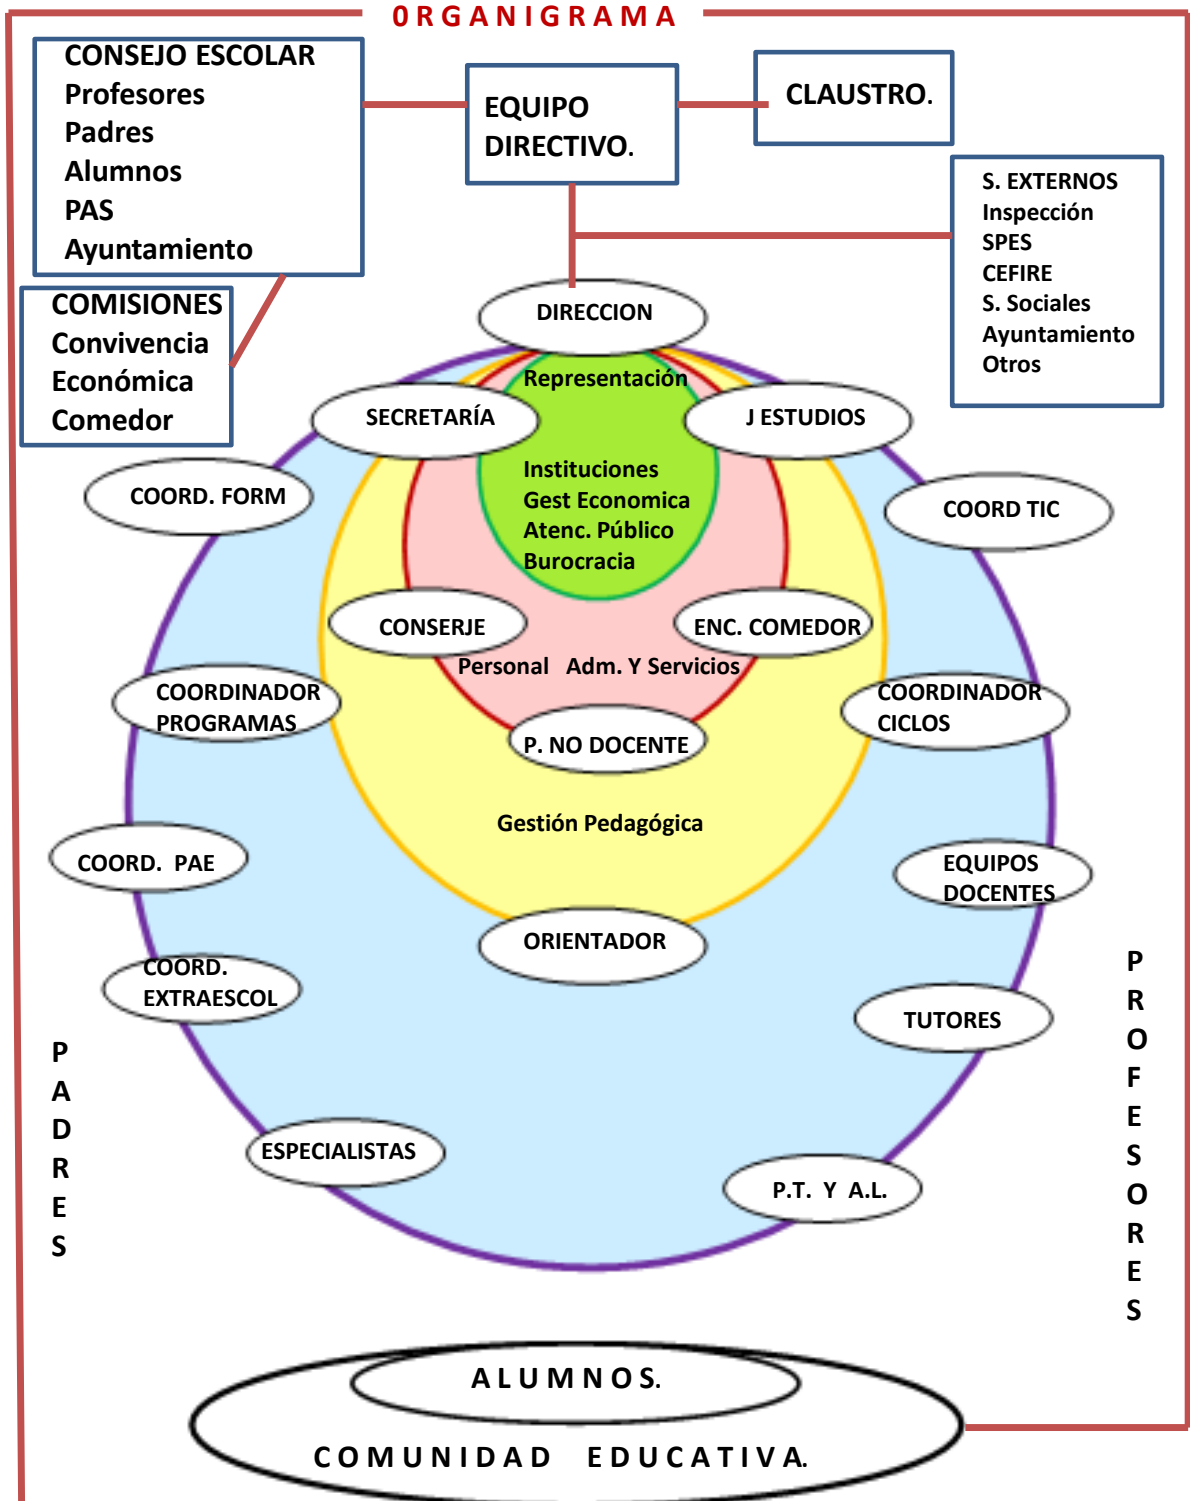 0RGANIGRAMA
CONSEJO ESCOLAR
Profesores
Padres
Alumnos
PAS
Ayuntamiento
EQUIPO
DIRECTIVO.
CLAUSTRO.
S. EXTERNOS
Inspección
SPES
CEFIRE
S. Sociales
Ayuntamiento
Otros
COMISIONES
Convivencia
Económica
Comedor
DIRECCION
Representación
SECRETARÍA
J ESTUDIOS
Instituciones
Gest Economica
Atenc. Público
Burocracia
COORD. FORM
COORD TIC
CONSERJE
ENC. COMEDOR
Personal Adm. Y Servicios
COORDINADOR
PROGRAMAS
COORDINADOR
CICLOS
P. NO DOCENTE
Gestión Pedagógica
COORD. PAE
EQUIPOS
DOCENTES
ORIENTADOR
COORD.
EXTRAESCOL
TUTORES
PADRES
PROFESORES
ESPECIALISTAS
P.T. Y A.L.
ALUMNOS.
COMUNIDAD EDUCATIVA.